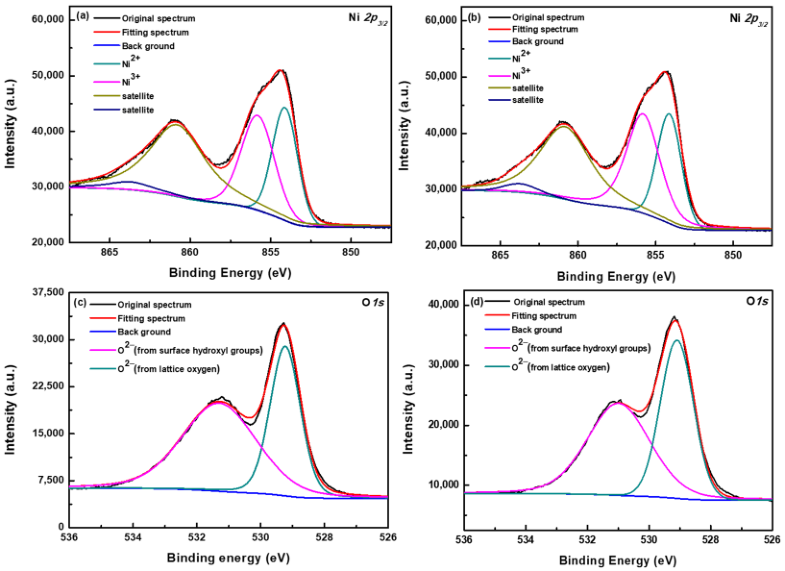 (a)
Ni 2p3/2
Original spectrum
Fitting spectrum
Back ground
Ni2+
Ni3+
satellite
satellite
60,000
50,000
40,000
30,000
20,000
Intensity (a.u.)
865 860 855 850
Binding Energy (eV)
(b)
Ni 2p3/2
Original spectrum
Fitting spectrum
Back ground
Ni2+
Ni3+
satellite
satellite
60,000
50,000
40,000
30,000
20,000
Intensity (a.u.)
865 860 855 850
Binding Energy (eV)
(c)
O1s
Original spectrum
Fitting spectrum
Back ground
O2−(from surface hydroxyl groups)
O2−(from lattice oxygen)
37,500
30,000
22,500
15,000
7,500
0
Intensity (a.u.)
536 534 532 530 528 526
Binding energy (eV)
(d)
O1s
Original spectrum
Fitting spectrum
Back ground
O2−(from surface hydroxyl groups)
O2−(from lattice oxygen)
40,000
30,000
20,000
10,000
Intensity (a.u.)
536 534 532 530 528 526
Binding Energy (eV)